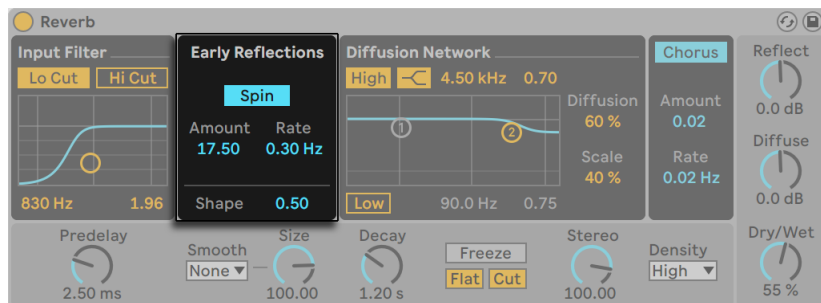 Reverb
Input Filter
Lo Cut Hi Cut
830 Hz 1.96
Early Reflections
Spin
Amount Rate
17.50 0.30 Hz
Shape 0.50
Diffusion Network
High 4.50 kHz 0.70
1
2
Diffusion
60 %
Scale
40 %
Low 90.0 Hz 0.75
Chorus
Amount
0.02
Rate
0.02 Hz
Reflect
0.0 dB
Diffuse
0.0 dB
Dry/Wet
55 %
Predelay
2.50 ms
Smooth
None
Size
100.00
Decay
1.20 s
Freeze
Flat Cut
Stereo
100.00
Density
High